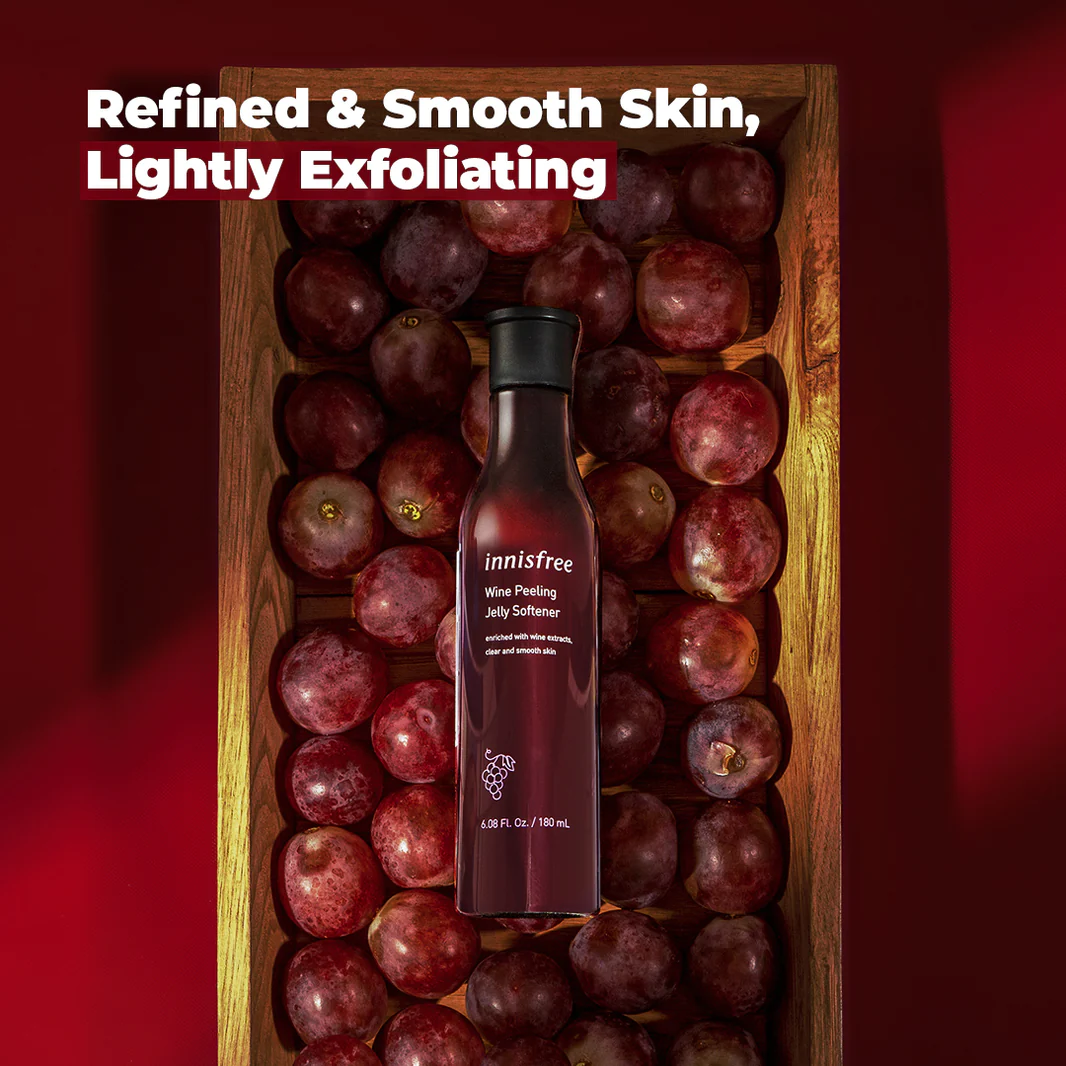 Refined & Smooth Skin,
Lightly Exfoliating
innisfree
Wine Peeling
Jelly Softener
enriched with wine extracts,
clear and smooth skin
6.08 Fl. Oz. / 180 mL